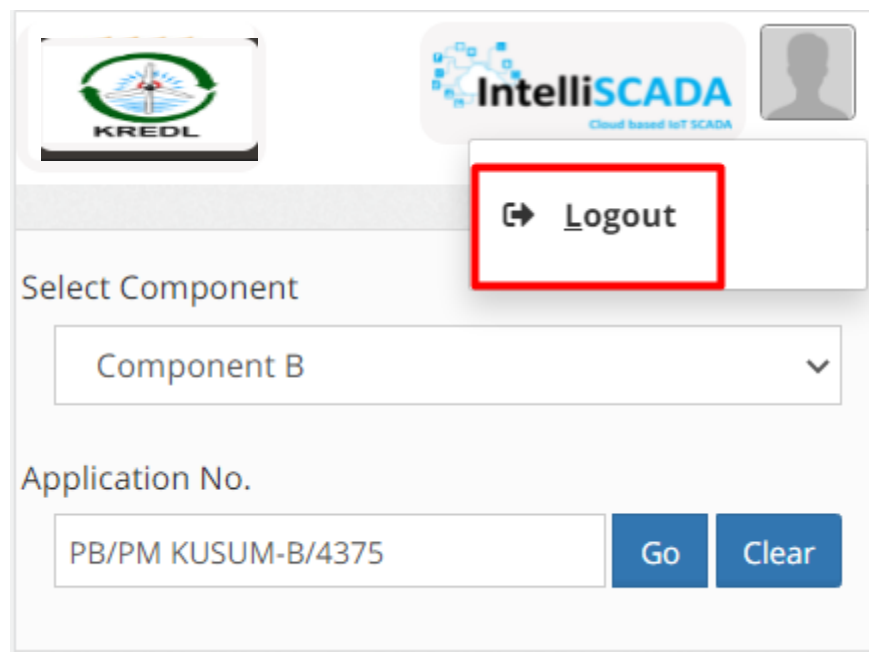 KREDL
IntelliSCADA
Cloud based IoT SCADA
Logout
Select Component
Component B
Application No.
PB/PM KUSUM-B/4375
Go
Clear